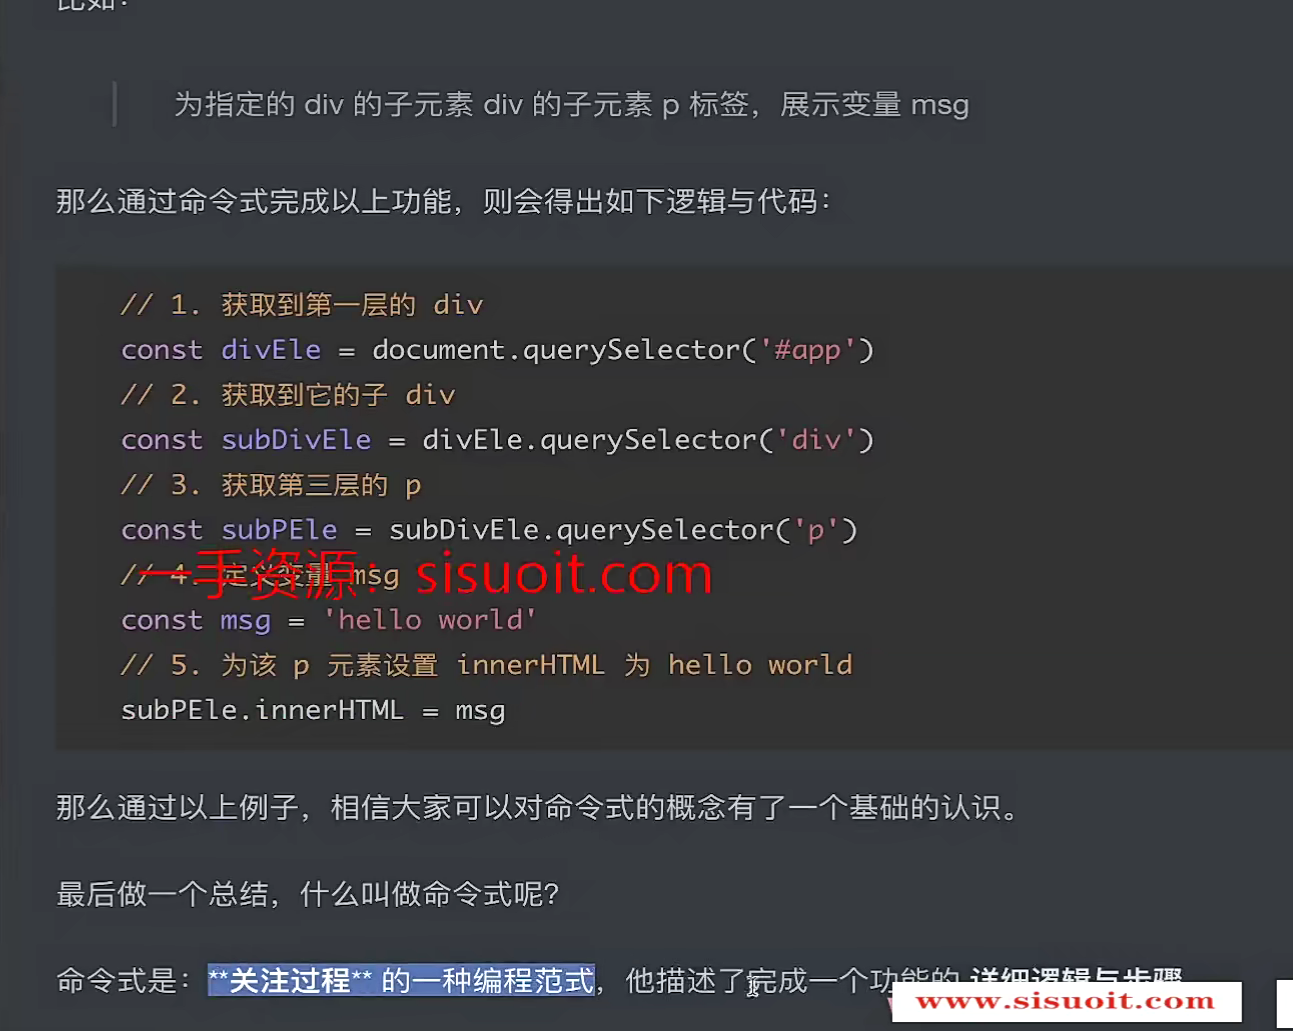 比如：
为指定的 div 的子元素 div 的子元素 p 标签，展示变量 msg
那么通过命令式完成以上功能，则会得出如下逻辑与代码：
// 1. 获取到第一层的 div
const divEle = document.querySelector('#app')
// 2. 获取到它的子 div
const subDivEle = divEle.querySelector('div')
// 3. 获取第三层的 p
const subPEle = subDivEle.querySelector('p')
// 4. 定义变量 msg
一手资源：sisuoit.com
const msg = 'hello world'
// 5. 为该 p 元素设置 innerHTML 为 hello world
subPEle.innerHTML = msg
那么通过以上例子，相信大家可以对命令式的概念有了一个基础的认识。
最后做一个总结，什么叫做命令式呢？
命令式是：**关注过程** 的一种编程范式，他描述了完成一个功能的 详细逻辑与步骤
www.sisuoit.com